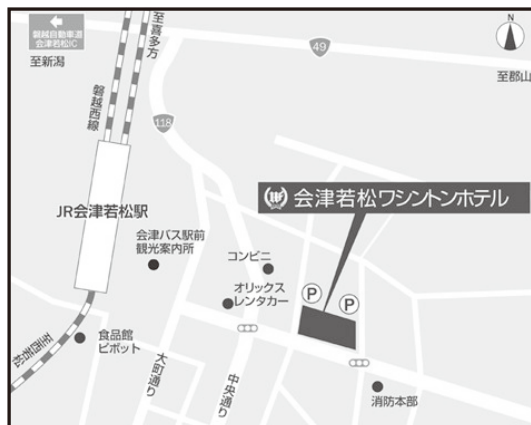 磐越自動車道
会津若松IC
至新潟
至喜多方
磐越西線
49
N
至郡山
118
JR会津若松駅
会津若松ワシントンホテル
会津バス駅前
観光案内所
コンビニ
オリックス
レンタカー
P
P
食品館
ピボット
至西若松
大町通り
中央通り
消防本部